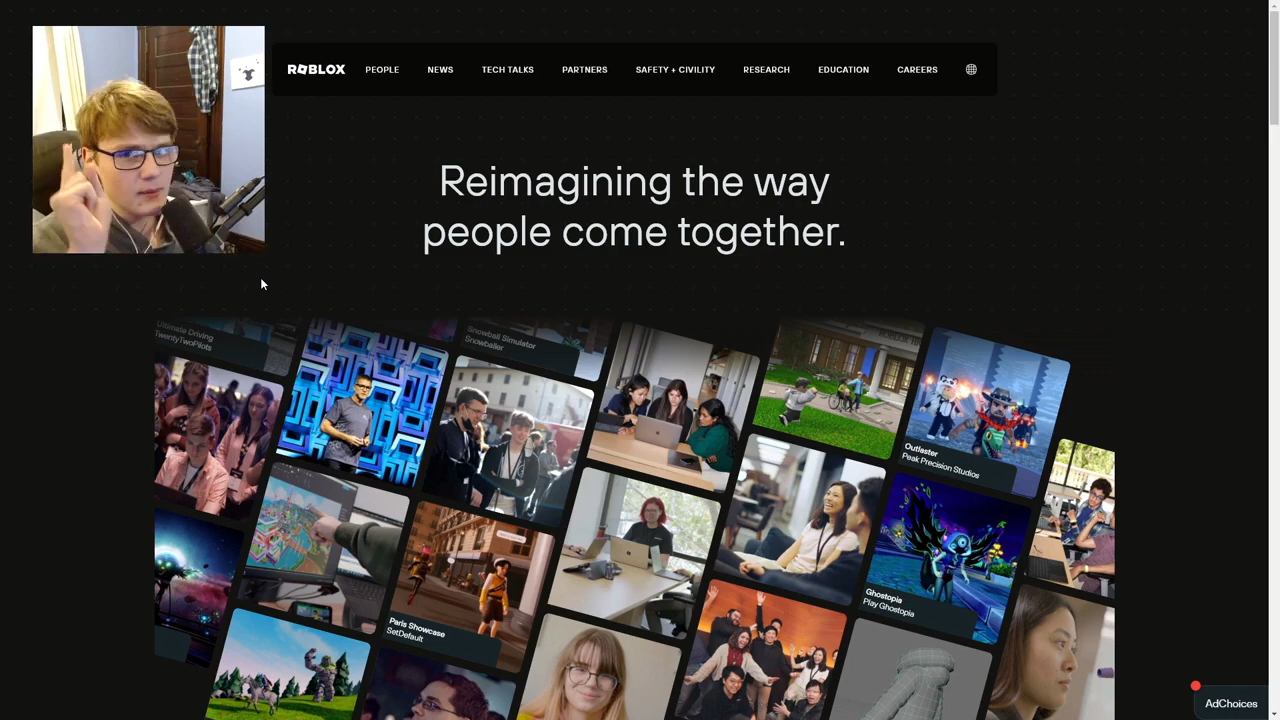 ROBLOX PEOPLE NEWS TECH TALKS PARTNERS SAFETY + CIVILITY RESEARCH EDUCATION CAREERS
Reimagining the way
people come together.
Ultimate Driving
TwentyTwoPilots
Snowball Simulator
Snowballer
Outlaster
Peak Precision Studios
Ghostopia
Play Ghostopia
Paris Showcase
SetDefault
AdChoices